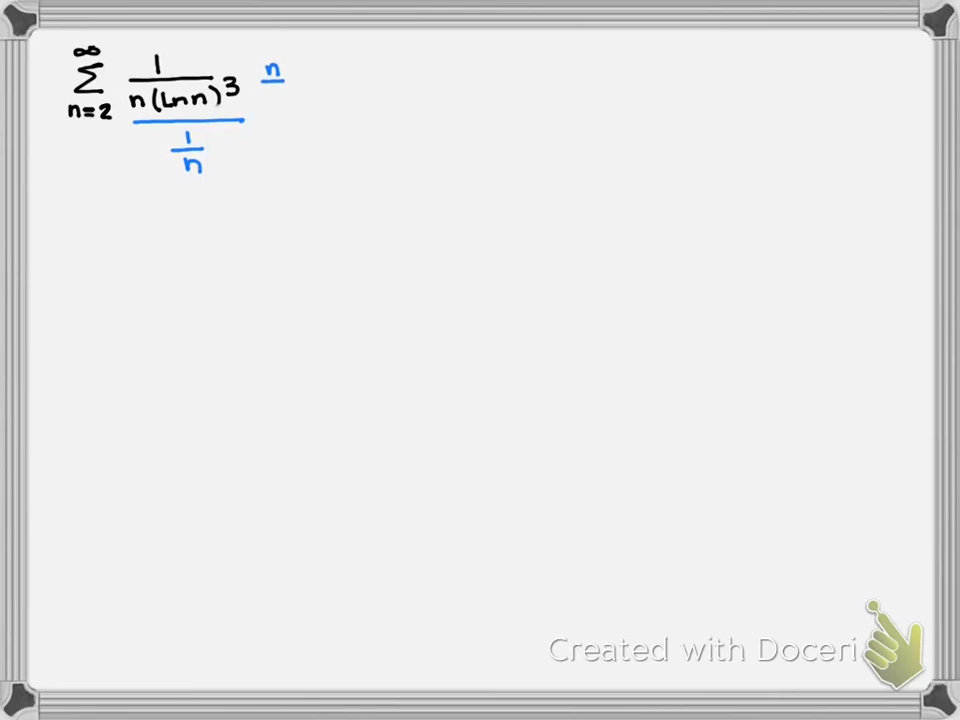 ∞
Σ 1 n
n=2 n(Ln n)³
1
n
Created with Doceri